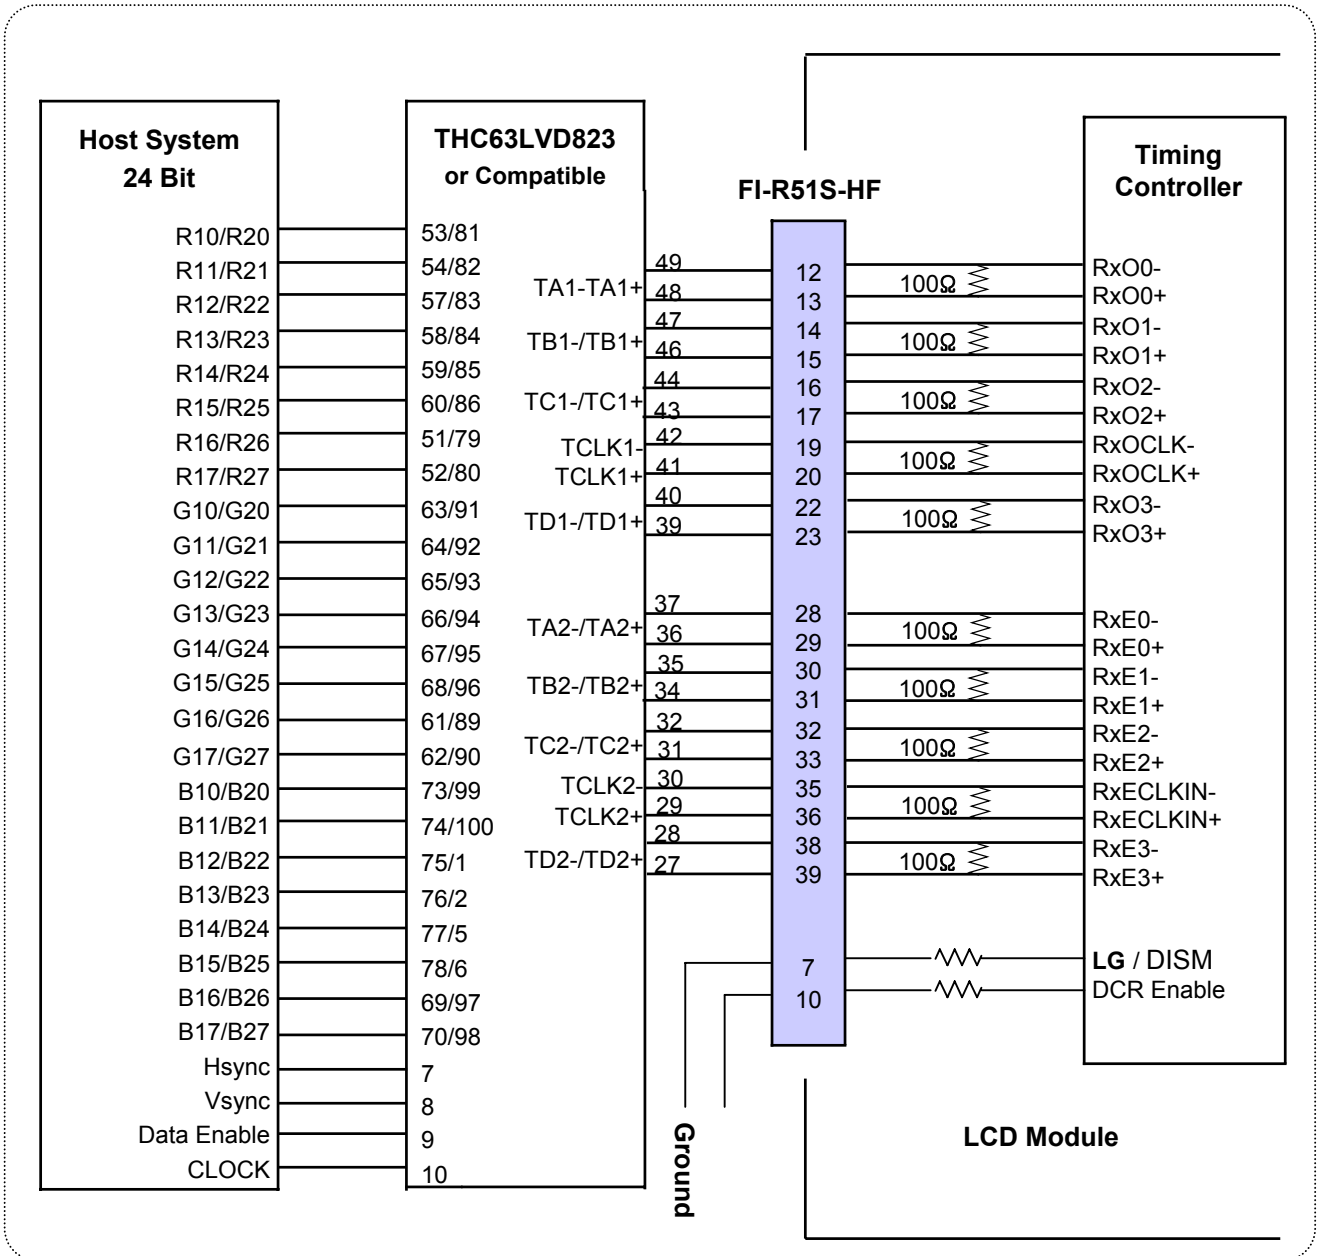 Host System
24 Bit
R10/R20
R11/R21
R12/R22
R13/R23
R14/R24
R15/R25
R16/R26
R17/R27
G10/G20
G11/G21
G12/G22
G13/G23
G14/G24
G15/G25
G16/G26
G17/G27
B10/B20
B11/B21
B12/B22
B13/B23
B14/B24
B15/B25
B16/B26
B17/B27
Hsync
Vsync
Data Enable
CLOCK
THC63LVD823
or Compatible
53/81
54/82
57/83
58/84
59/85
60/86
51/79
52/80
63/91
64/92
65/93
66/94
67/95
68/96
61/89
62/90
73/99
74/100
75/1
76/2
77/5
78/6
69/97
70/98
7
8
9
10
TA1-TA1+
TB1-/TB1+
TC1-/TC1+
TCLK1-
TCLK1+
TD1-/TD1+
TA2-/TA2+
TB2-/TB2+
TC2-/TC2+
TCLK2-
TCLK2+
TD2-/TD2+
49
48
47
46
44
43
42
41
40
39
37
36
35
34
32
31
30
29
28
27
FI-R51S-HF
12
13
14
15
16
17
19
20
22
23
28
29
30
31
32
33
35
36
38
39
7
10
Ground
100Ω
100Ω
100Ω
100Ω
100Ω
100Ω
100Ω
100Ω
100Ω
100Ω
Timing
Controller
RxO0-
RxO0+
RxO1-
RxO1+
RxO2-
RxO2+
RxOCLK-
RxOCLK+
RxO3-
RxO3+
RxE0-
RxE0+
RxE1-
RxE1+
RxE2-
RxE2+
RxECLKIN-
RxECLKIN+
RxE3-
RxE3+
LG / DISM
DCR Enable
LCD Module